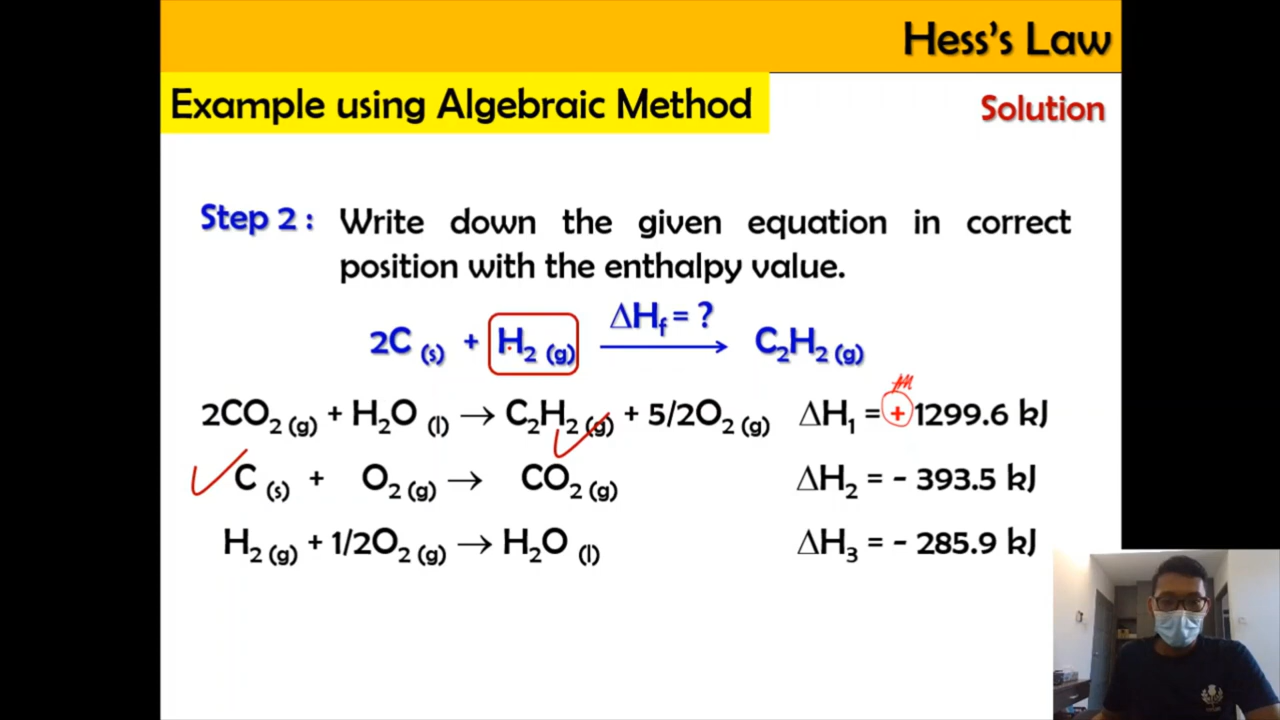 Hess's Law
Example using Algebraic Method
Solution
Step 2 : Write down the given equation in correct
position with the enthalpy value.
2C (s) + H₂ (g) ΔHf = ? → C₂H₂ (g)
2CO₂ (g) + H₂O (l) → C₂H₂ (g) + 5/2O₂ (g) ΔH₁ = + 1299.6 kJ
C (s) + O₂ (g) → CO₂ (g) ΔH₂ = - 393.5 kJ
H₂ (g) + 1/2O₂ (g) → H₂O (l) ΔH₃ = - 285.9 kJ